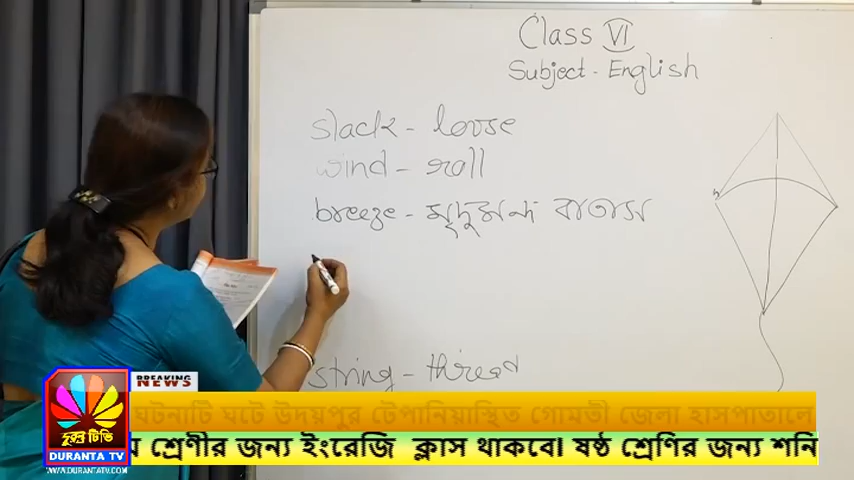 Class VI
Subject - English
slack - loose
wind - roll
breeze - মৃদুমন্দ বাতাস
string - thread
BREAKING
NEWS
ঘটনাটি ঘটে উদয়পুর টেপানিয়াস্থিত গোমতী জেলা হাসপাতালে
দুরন্ত টিভি
DURANTA TV
শ্রেণীর জন্য ইংরেজি ক্লাস থাকবে। ষষ্ঠ শ্রেণির জন্য শনি
WWW.DURANTATV.COM